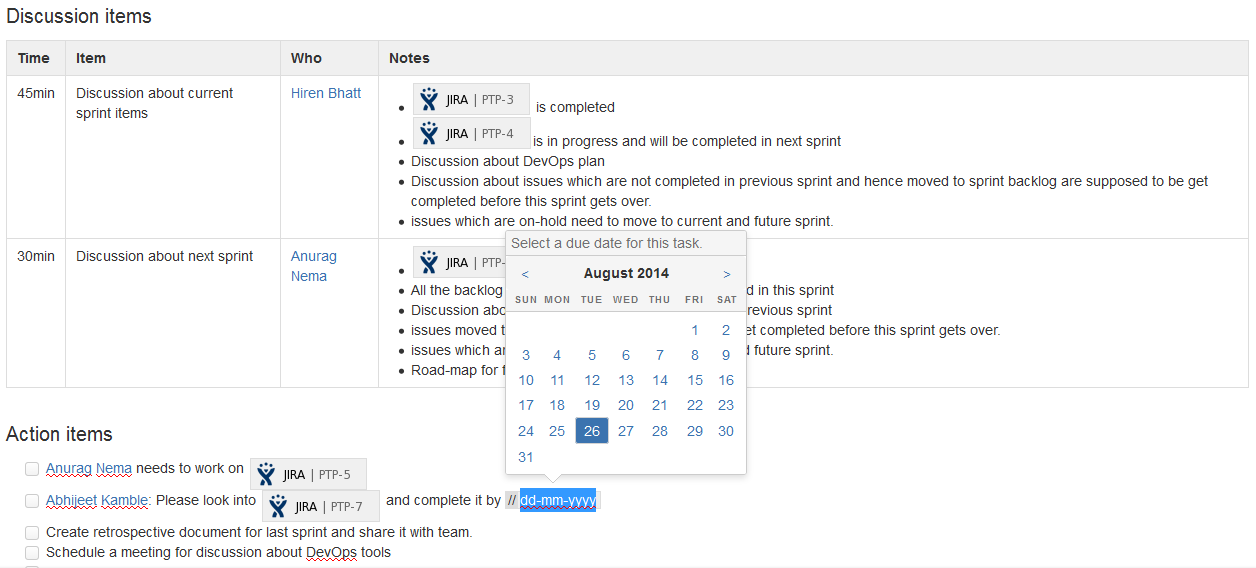 Discussion items
Time Item Who Notes
45min Discussion about current sprint items Hiren Bhatt
JIRA | PTP-3 is completed
JIRA | PTP-4 is in progress and will be completed in next sprint
Discussion about DevOps plan
Discussion about issues which are not completed in previous sprint and hence moved to sprint backlog are supposed to be get
completed before this sprint gets over.
issues which are on-hold need to move to current and future sprint.
30min Discussion about next sprint Anurag Nema
JIRA | PTP-
All the backlog d in this sprint
Discussion abo revious sprint
issues moved t et completed before this sprint gets over.
issues which ar future sprint.
Road-map for f
Select a due date for this task.
< August 2014 >
SUN MON TUE WED THU FRI SAT
1 2
3 4 5 6 7 8 9
10 11 12 13 14 15 16
17 18 19 20 21 22 23
24 25 26 27 28 29 30
31
Action items
Anurag Nema needs to work on JIRA | PTP-5
Abhijeet Kamble: Please look into JIRA | PTP-7 and complete it by // dd-mm-yyyy
Create retrospective document for last sprint and share it with team.
Schedule a meeting for discussion about DevOps tools